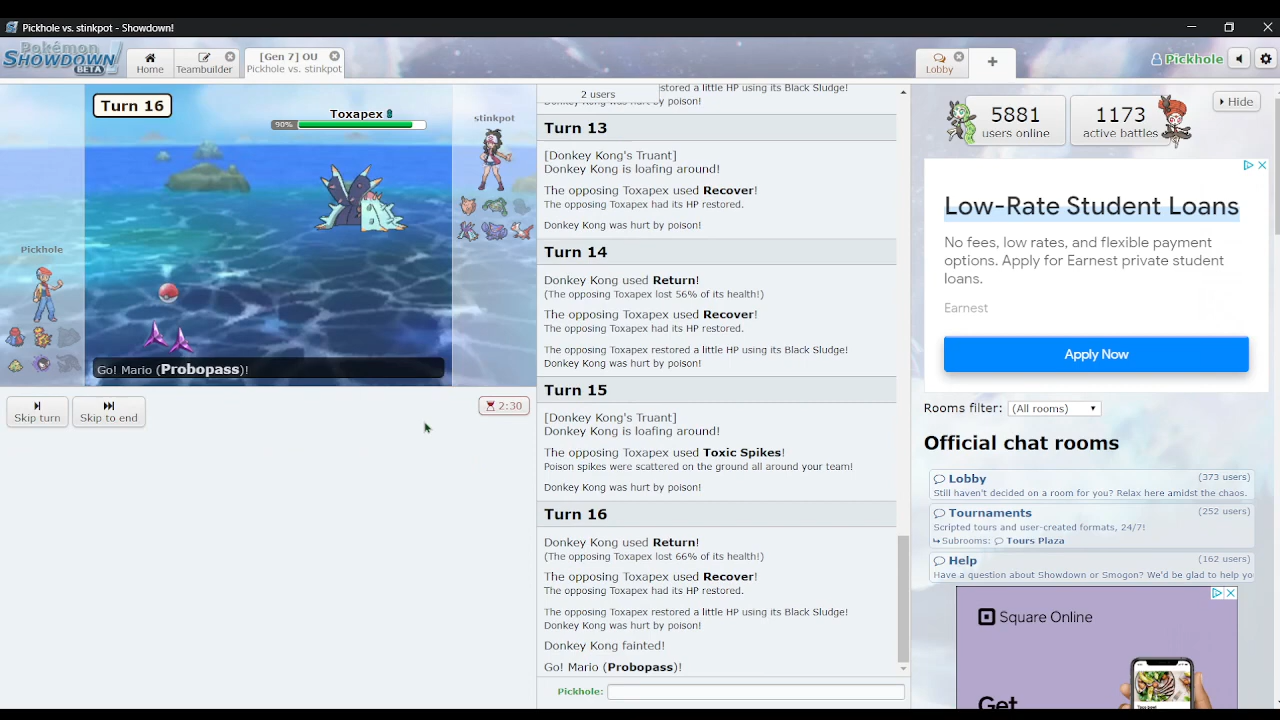 Pickhole vs. stinkpot - Showdown!
Pokémon
SHOWDOWN
BETA
Home
Teambuilder
[Gen 7] OU
Pickhole vs. stinkpot
Lobby
Pickhole
Turn 16
Toxapex
90%
stinkpot
Pickhole
Go! Mario (Probopass)!
Skip turn
Skip to end
2:30
2 users
stored a little HP using its Black Sludge!
Donkey Kong was hurt by poison!
Turn 13
[Donkey Kong's Truant]
Donkey Kong is loafing around!
The opposing Toxapex used Recover!
The opposing Toxapex had its HP restored.
Donkey Kong was hurt by poison!
Turn 14
Donkey Kong used Return!
(The opposing Toxapex lost 56% of its health!)
The opposing Toxapex used Recover!
The opposing Toxapex had its HP restored.
The opposing Toxapex restored a little HP using its Black Sludge!
Donkey Kong was hurt by poison!
Turn 15
[Donkey Kong's Truant]
Donkey Kong is loafing around!
The opposing Toxapex used Toxic Spikes!
Poison spikes were scattered on the ground all around your team!
Donkey Kong was hurt by poison!
Turn 16
Donkey Kong used Return!
(The opposing Toxapex lost 66% of its health!)
The opposing Toxapex used Recover!
The opposing Toxapex had its HP restored.
The opposing Toxapex restored a little HP using its Black Sludge!
Donkey Kong was hurt by poison!
Donkey Kong fainted!
Go! Mario (Probopass)!
Pickhole:
5881
users online
1173
active battles
Hide
Low-Rate Student Loans
No fees, low rates, and flexible payment
options. Apply for Earnest private student
loans.
Earnest
Apply Now
Rooms filter: (All rooms)
Official chat rooms
Lobby (373 users)
Still haven't decided on a room for you? Relax here amidst the chaos.
Tournaments (252 users)
Scripted tours and user-created formats, 24/7!
Subrooms: Tours Plaza
Help (162 users)
Have a question about Showdown or Smogon? We'd be glad to help yo
Square Online
Get